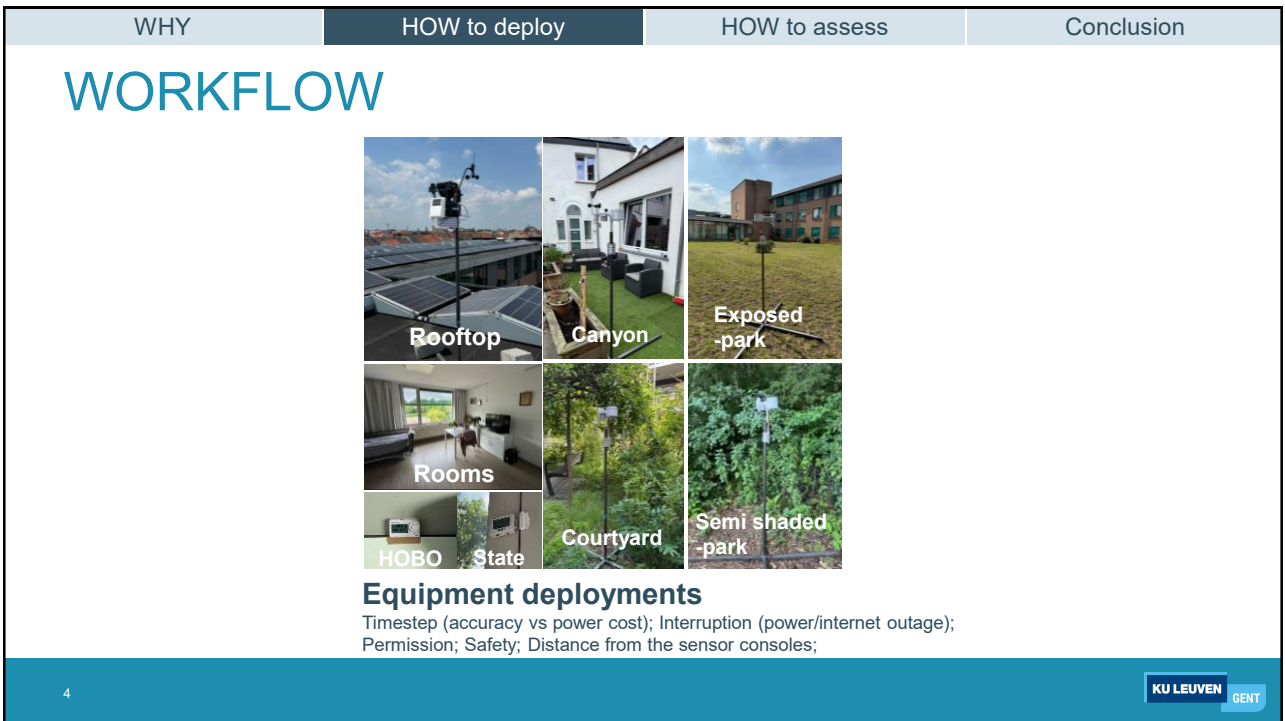 WHY
HOW to deploy
HOW to assess
Conclusion
WORKFLOW
Rooftop
Canyon
Exposed
-park
Rooms
HOBO
State
Courtyard
Semi shaded
-park
Equipment deployments
Timestep (accuracy vs power cost); Interruption (power/internet outage);
Permission; Safety; Distance from the sensor consoles;
4
KU LEUVEN
GENT